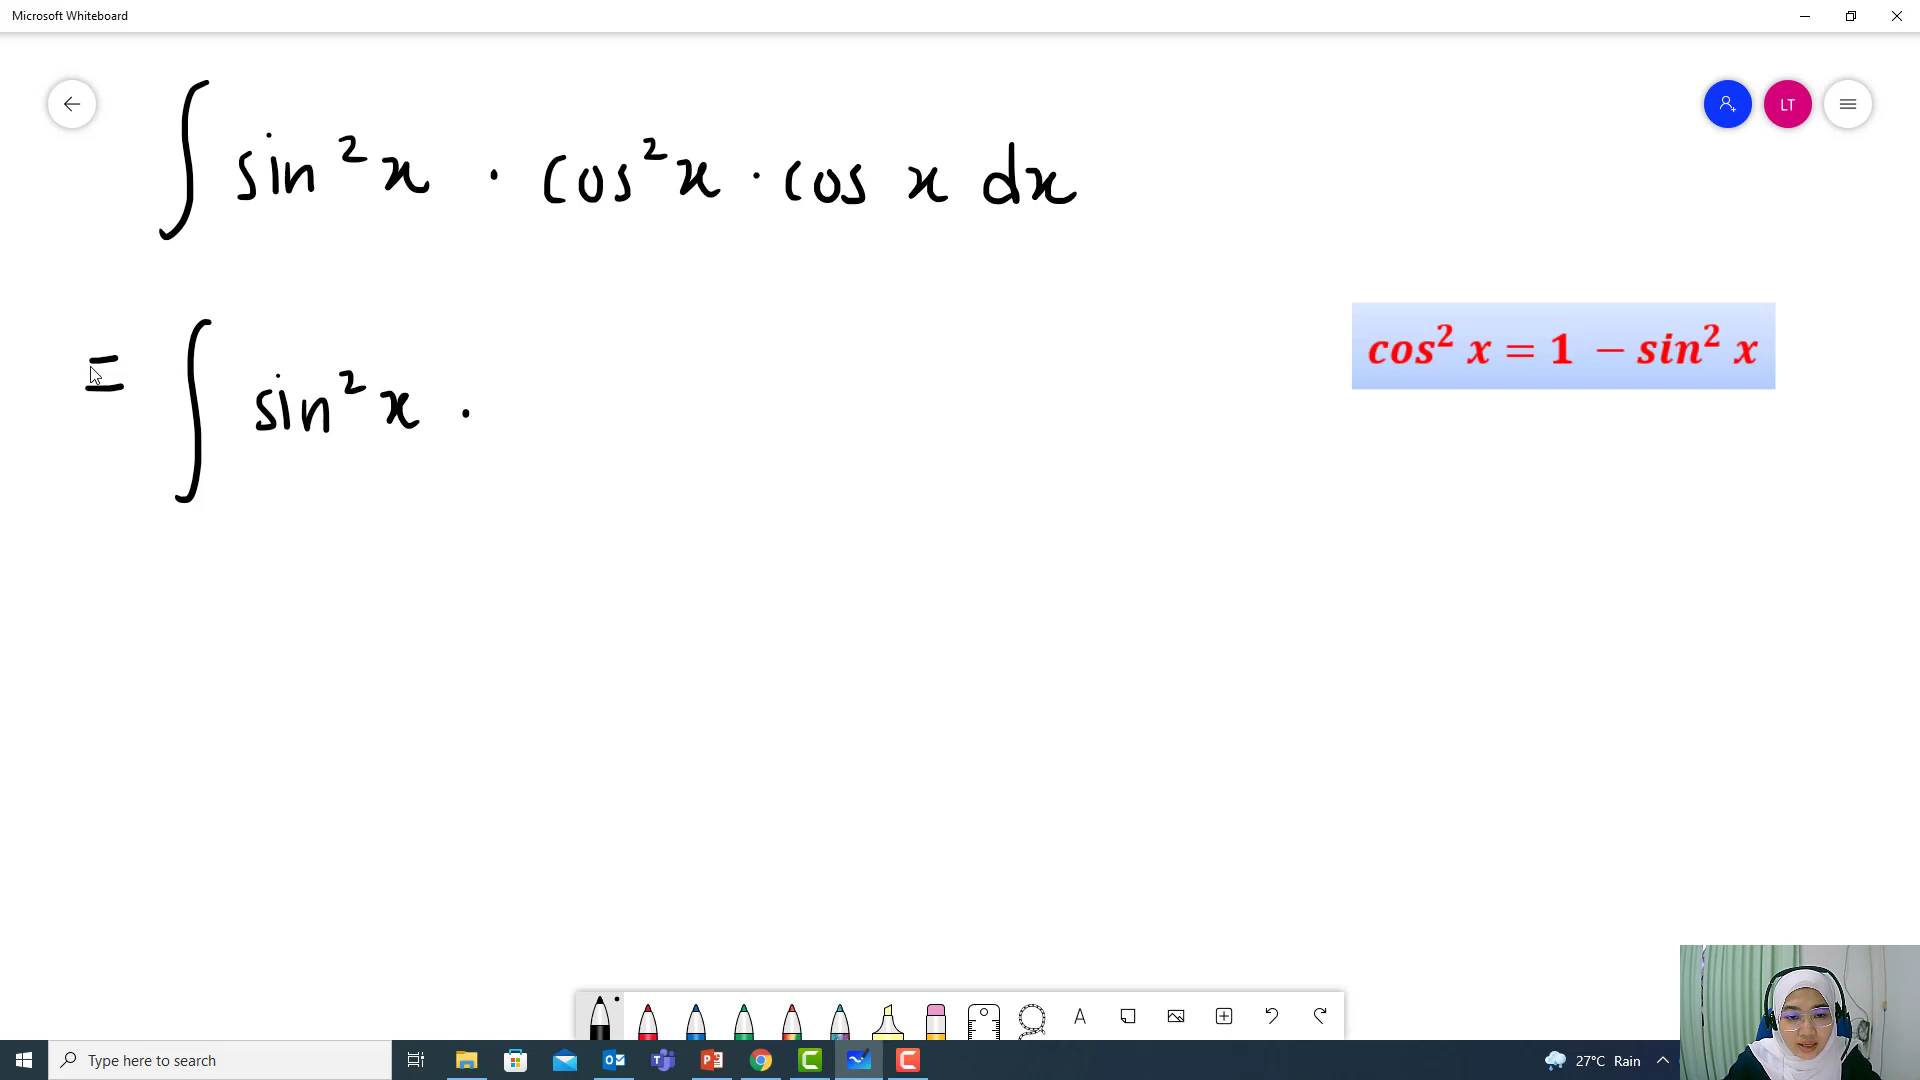 Microsoft Whiteboard
∫ sin²x · cos²x · cos x dx
LT
cos² x = 1 − sin² x
= ∫ sin²x ·
A
Type here to search
27°C Rain